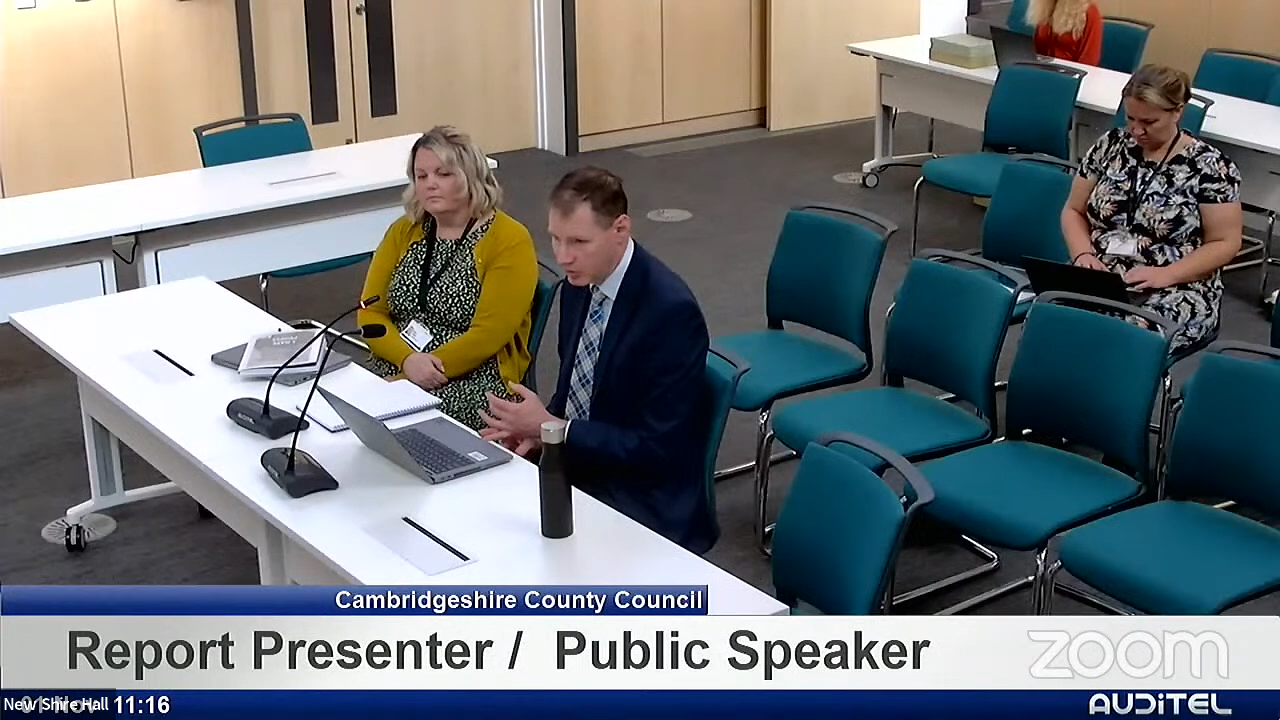 Cambridgeshire County Council
Report Presenter / Public Speaker
zoom
New Shire Hall 11:16
AUDiTEL